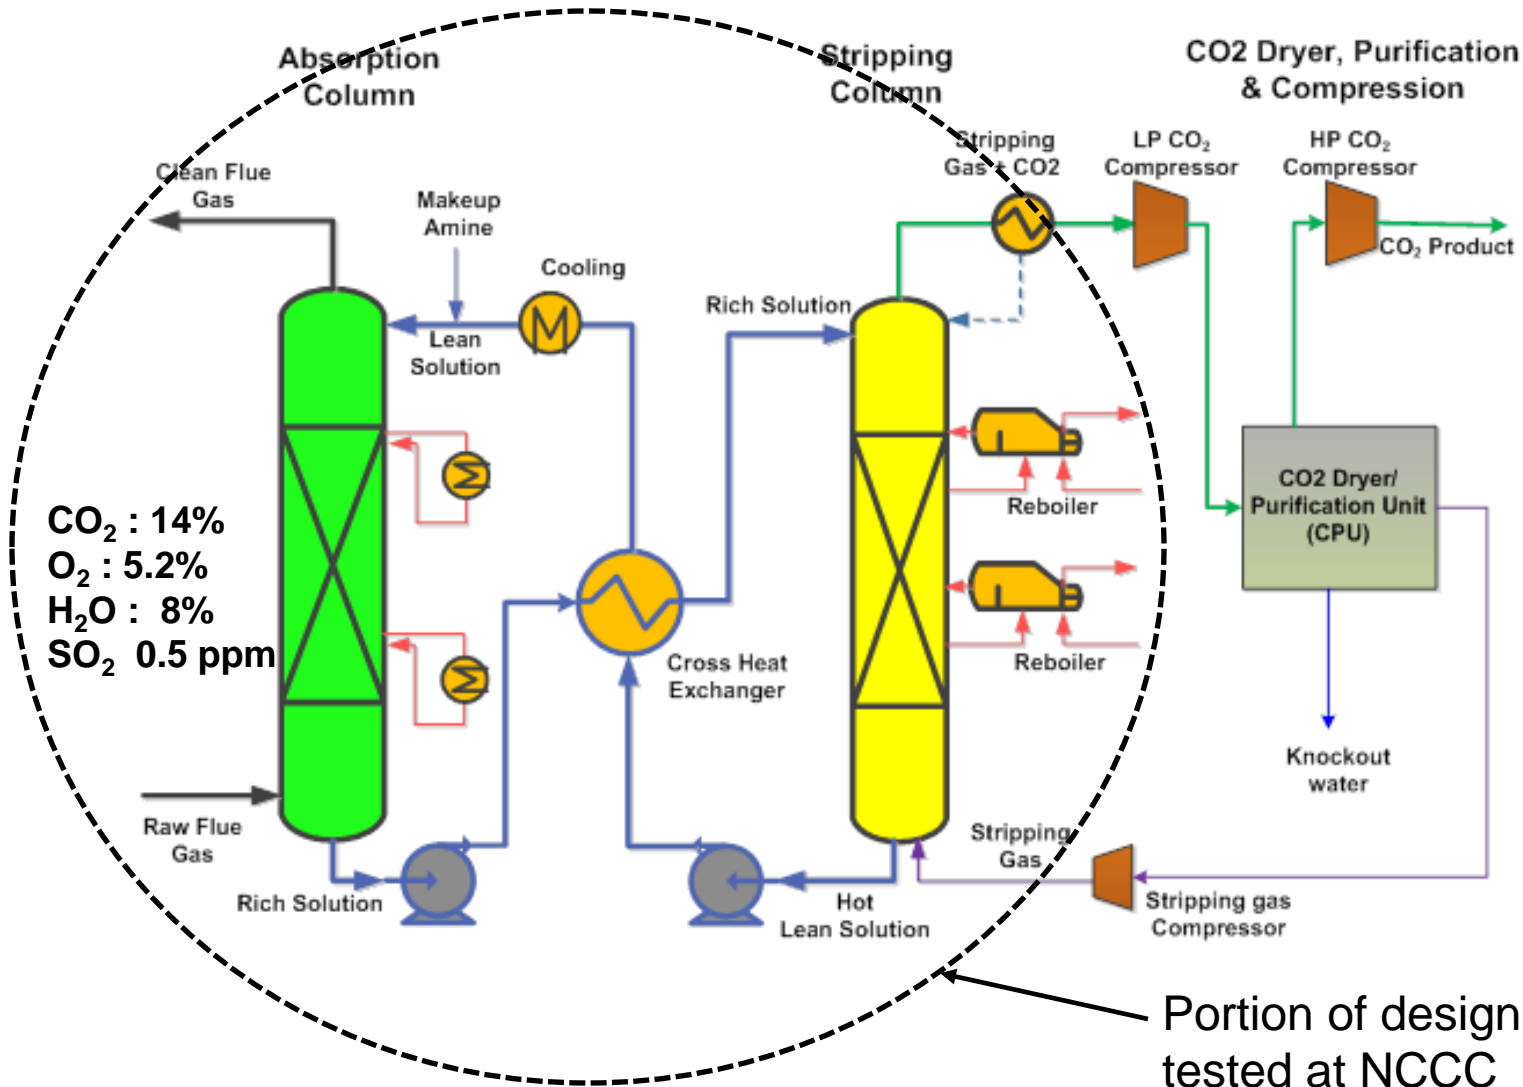 Absorption
Column
Stripping
Column
CO2 Dryer, Purification
& Compression
Clean Flue
Gas
Makeup
Amine
Cooling
Lean
Solution
Rich Solution
Stripping
Gas + CO2
LP CO₂
Compressor
HP CO₂
Compressor
CO₂ Product
CO₂ : 14%
O₂ : 5.2%
H₂O : 8%
SO₂ 0.5 ppm
Reboiler
Reboiler
CO2 Dryer/
Purification Unit
(CPU)
Cross Heat
Exchanger
Knockout
water
Raw Flue
Gas
Rich Solution
Hot
Lean Solution
Stripping
Gas
Stripping gas
Compressor
Portion of design
tested at NCCC